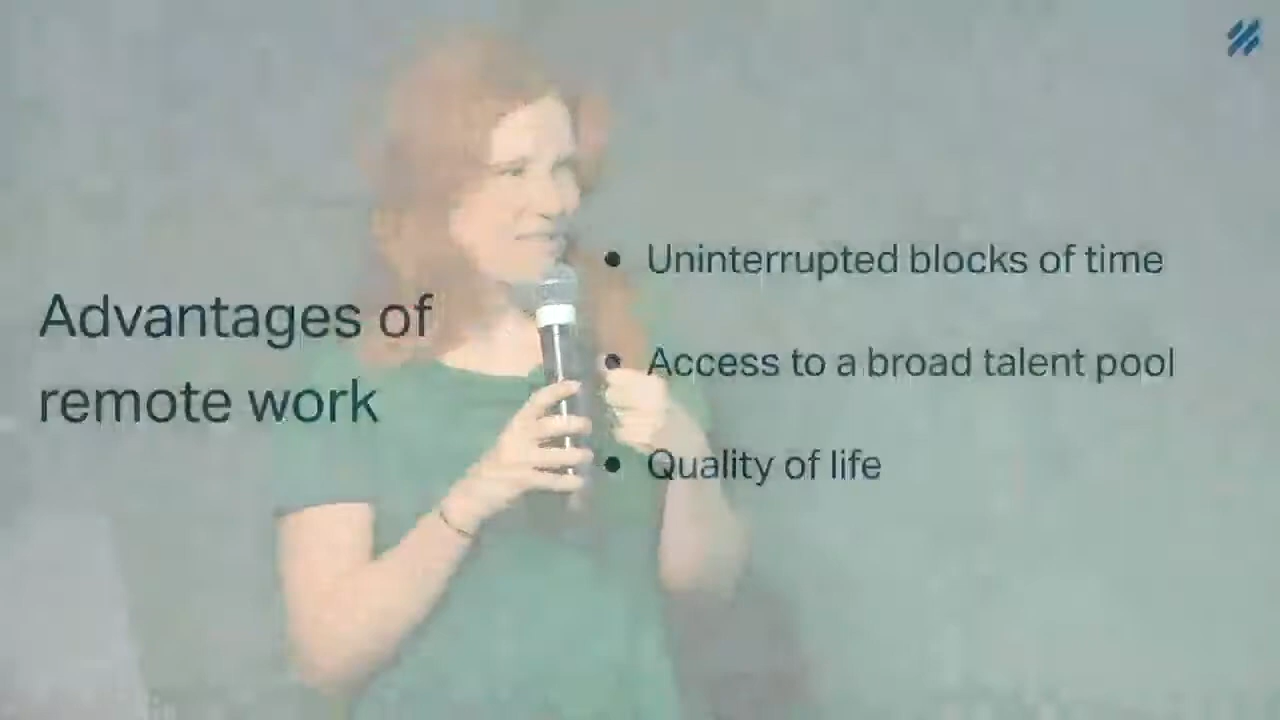 Advantages of
remote work
• Uninterrupted blocks of time
• Access to a broad talent pool
• Quality of life